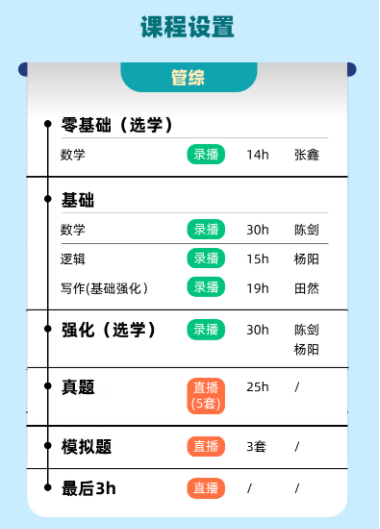 课程设置
管综
零基础（选学）
数学 录播 14h 张鑫
基础
数学 录播 30h 陈剑
逻辑 录播 15h 杨阳
写作(基础强化） 录播 19h 田然
强化（选学） 录播 30h 陈剑
杨阳
真题 直播 25h /
(5套)
模拟题 直播 3套 /
最后3h 直播 / /